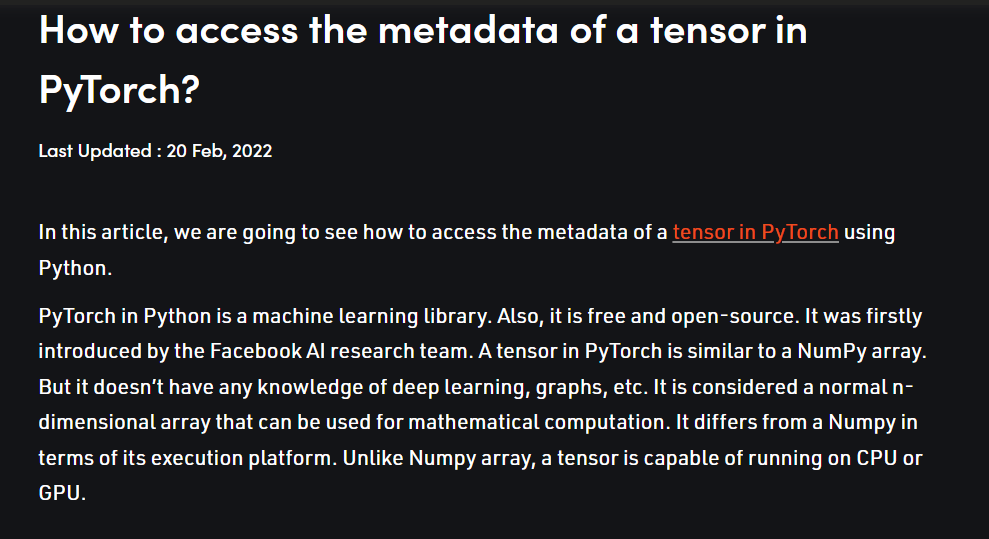 How to access the metadata of a tensor in
PyTorch?
Last Updated : 20 Feb, 2022
In this article, we are going to see how to access the metadata of a tensor in PyTorch using
Python.
PyTorch in Python is a machine learning library. Also, it is free and open-source. It was firstly
introduced by the Facebook AI research team. A tensor in PyTorch is similar to a NumPy array.
But it doesn’t have any knowledge of deep learning, graphs, etc. It is considered a normal n-
dimensional array that can be used for mathematical computation. It differs from a Numpy in
terms of its execution platform. Unlike Numpy array, a tensor is capable of running on CPU or
GPU.